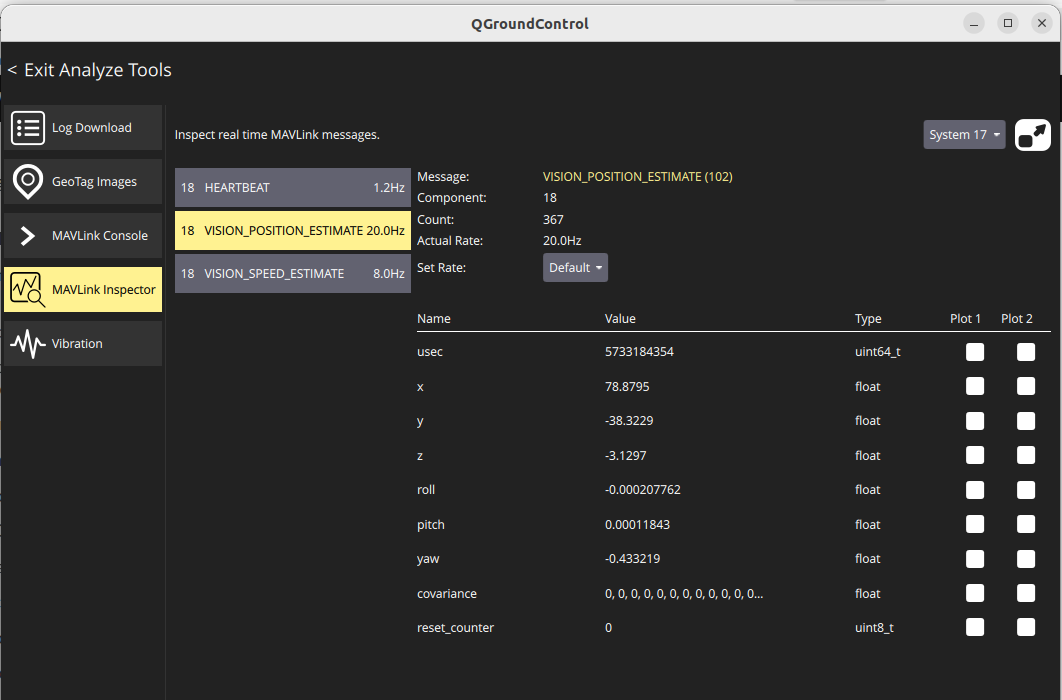 QGroundControl
< Exit Analyze Tools
Log Download
GeoTag Images
MAVLink Console
MAVLink Inspector
Vibration
Inspect real time MAVLink messages.
System 17
18 HEARTBEAT 1.2Hz
18 VISION_POSITION_ESTIMATE 20.0Hz
18 VISION_SPEED_ESTIMATE 8.0Hz
Message: VISION_POSITION_ESTIMATE (102)
Component: 18
Count: 367
Actual Rate: 20.0Hz
Set Rate: Default
Name Value Type Plot 1 Plot 2
usec 5733184354 uint64_t
x 78.8795 float
y -38.3229 float
z -3.1297 float
roll -0.000207762 float
pitch 0.00011843 float
yaw -0.433219 float
covariance 0, 0, 0, 0, 0, 0, 0, 0, 0, 0, 0, 0... float
reset_counter 0 uint8_t